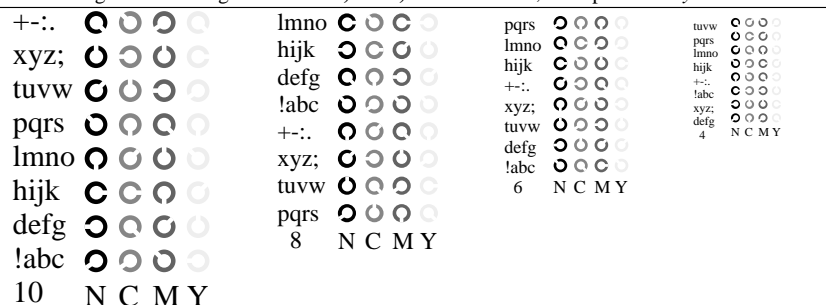 +-:.
xyz;
tuvw
pqrs
lmno
hijk
defg
!abc
10 N C M Y
lmno
hijk
defg
!abc
+-:.
xyz;
tuvw
pqrs
8 N C M Y
pqrs
lmno
hijk
+-:.
xyz;
tuvw
defg
!abc
6 N C M Y
tuvw
pqrs
lmno
hijk
+-:.
!abc
xyz;
defg
4 N C M Y